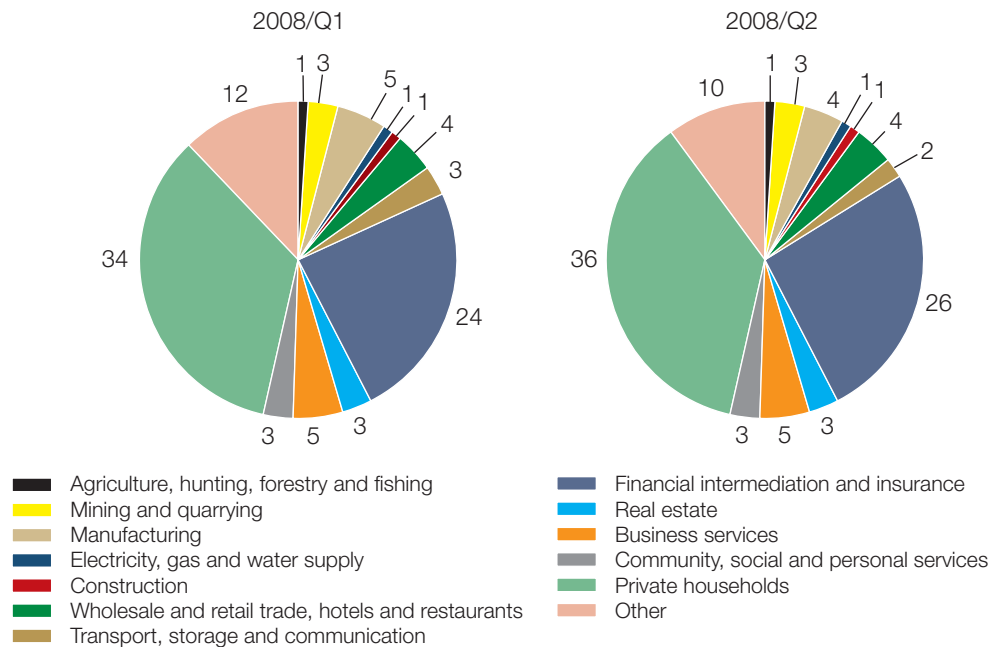 2008/Q1
1
3
5
1
1
4
3
24
3
5
3
34
12
2008/Q2
1
3
4
1
1
4
2
26
3
5
3
36
10
Agriculture, hunting, forestry and fishing
Mining and quarrying
Manufacturing
Electricity, gas and water supply
Construction
Wholesale and retail trade, hotels and restaurants
Transport, storage and communication
Financial intermediation and insurance
Real estate
Business services
Community, social and personal services
Private households
Other